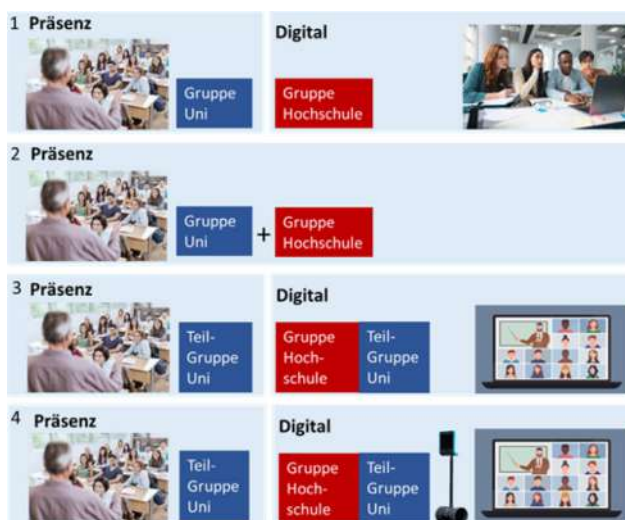 1 Präsenz
Digital
Gruppe
Uni
Gruppe
Hochschule
2 Präsenz
Gruppe
Uni
+
Gruppe
Hochschule
3 Präsenz
Digital
Teil-
Gruppe
Uni
Gruppe
Hoch-
schule
Teil-
Gruppe
Uni
4 Präsenz
Digital
Teil-
Gruppe
Uni
Gruppe
Hoch-
schule
Teil-
Gruppe
Uni